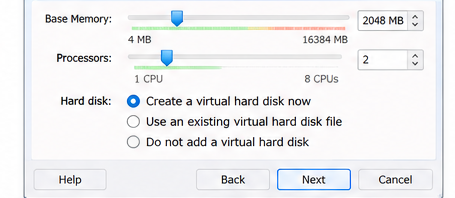 Base Memory: 2048 MB
4 MB 16384 MB
Processors: 2
1 CPU 8 CPUs
Hard disk: Create a virtual hard disk now
Use an existing virtual hard disk file
Do not add a virtual hard disk
Help Back Next Cancel